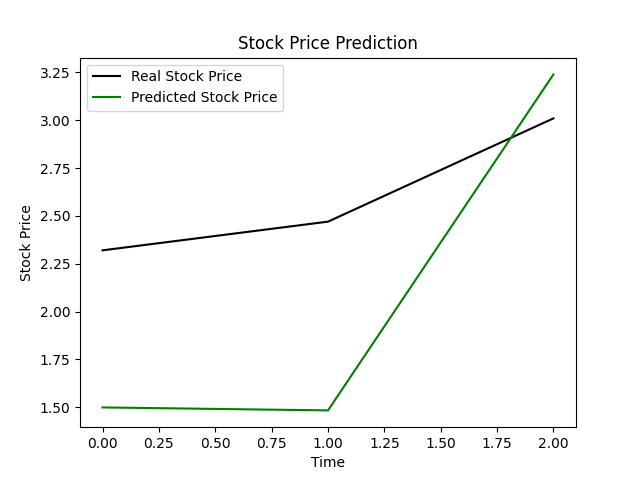 Stock Price Prediction
Real Stock Price
Predicted Stock Price
Stock Price
3.25
3.00
2.75
2.50
2.25
2.00
1.75
1.50
0.00 0.25 0.50 0.75 1.00 1.25 1.50 1.75 2.00
Time